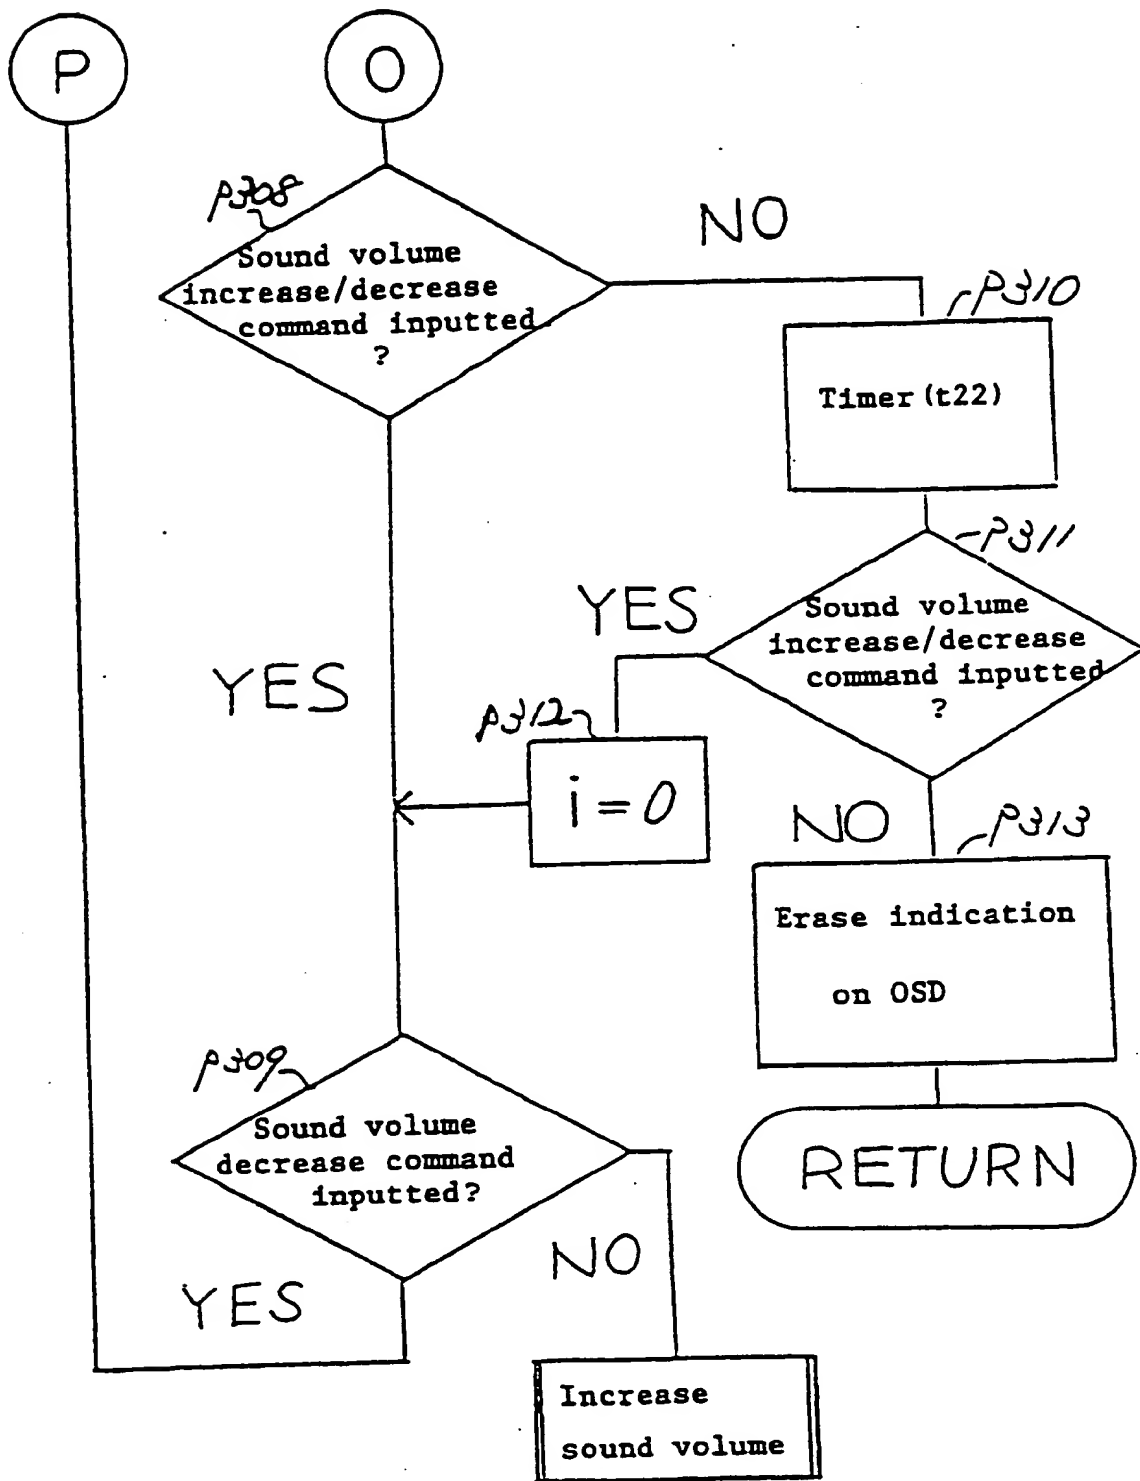 P
O
P308
Sound volume
increase/decrease
command inputted
?
NO
P310
Timer(t22)
P311
Sound volume
increase/decrease
command inputted
?
YES
YES
P312
i=0
NO
P313
Erase indication
on OSD
P309
Sound volume
decrease command
inputted?
RETURN
NO
YES
Increase
sound volume